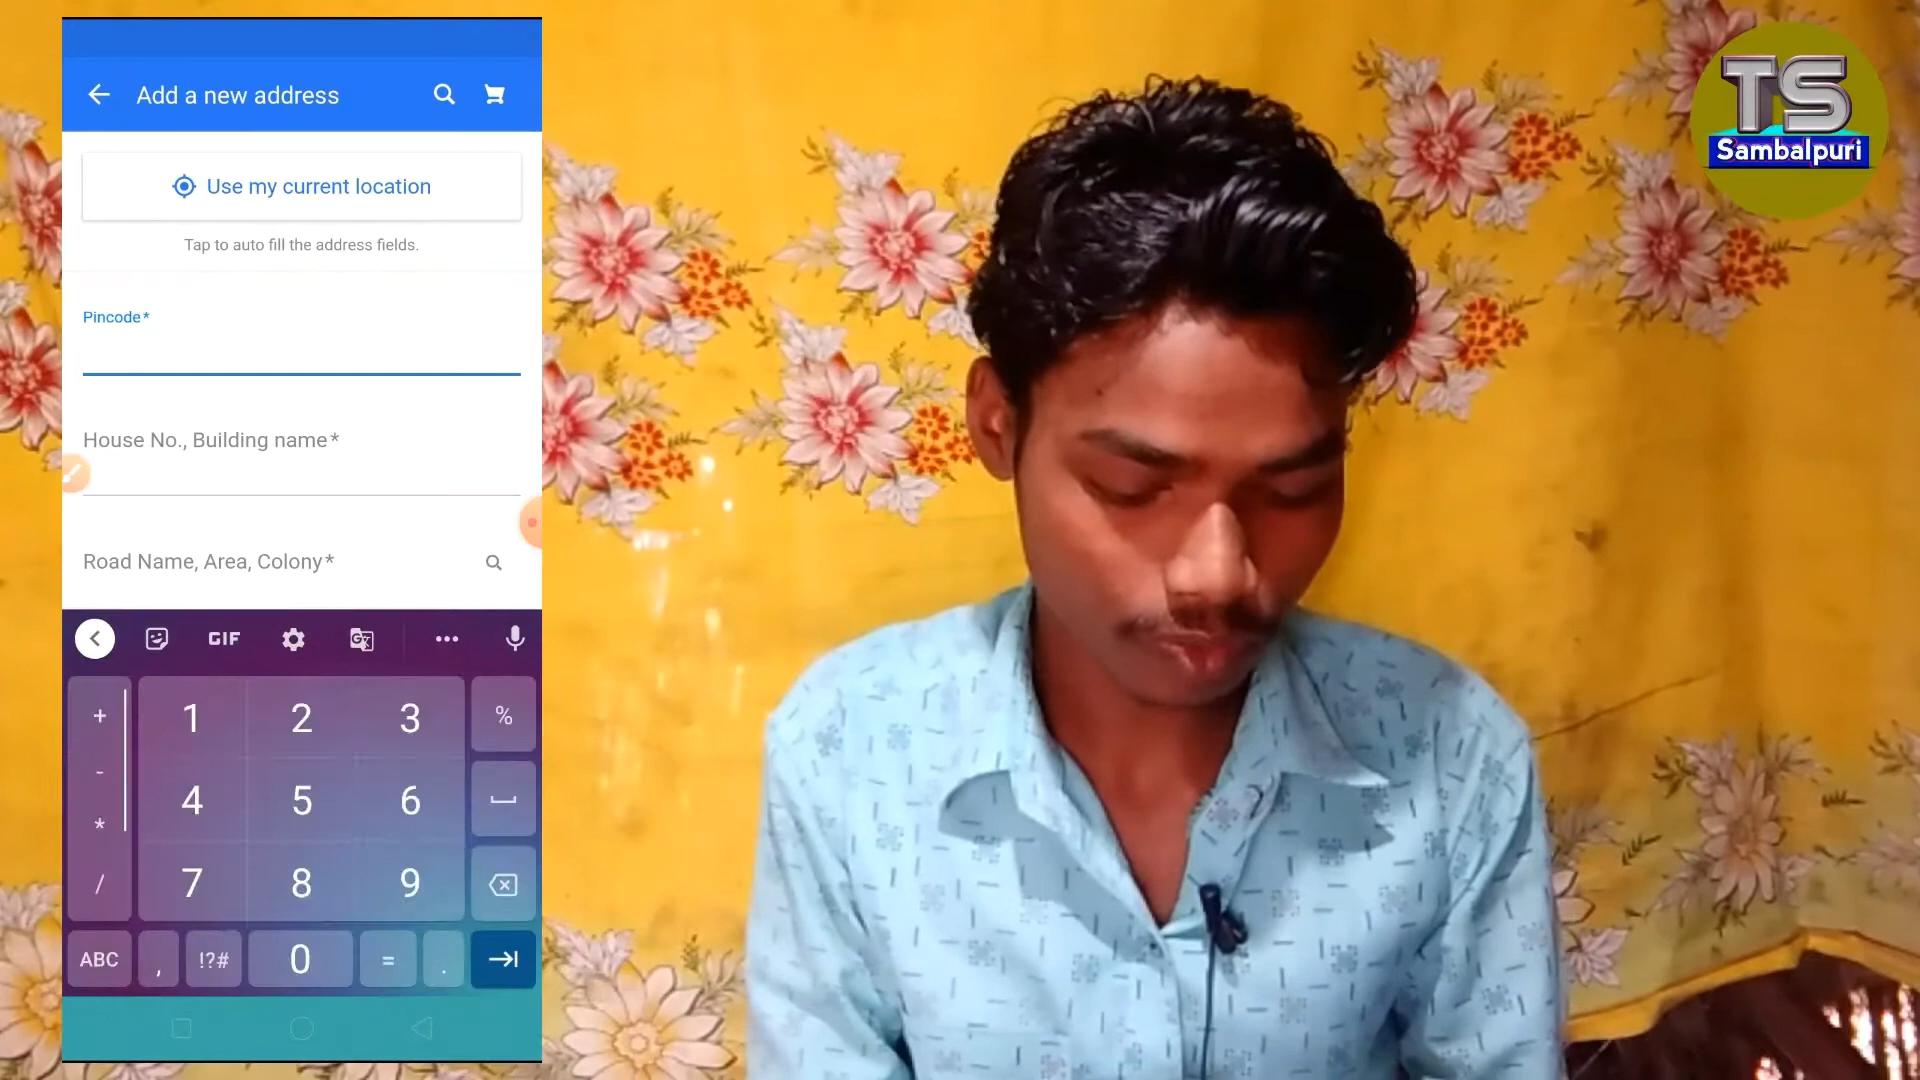 Add a new address
Use my current location
Tap to auto fill the address fields.
Pincode*
House No., Building name*
Road Name, Area, Colony*
GIF
+ 1 2 3 %
- 4 5 6
*
/ 7 8 9
ABC , !?# 0 = .
TS
Sambalpuri